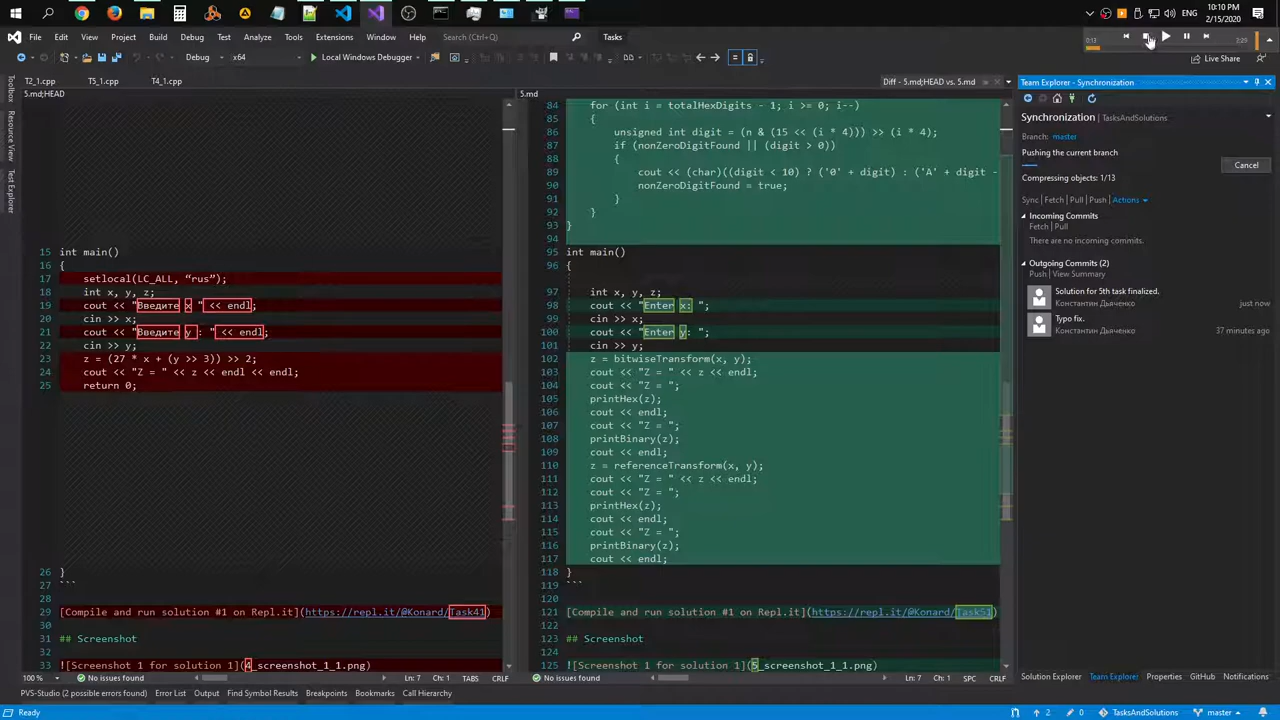 10:10 PM
2/15/2020
ENG
File Edit View Project Build Debug Test Analyze Tools Extensions Window Help Search (Ctrl+Q) Tasks
0:13 3:20
Debug x64 Local Windows Debugger Live Share
T2_1.cpp T5_1.cpp T4_1.cpp Diff - 5.md;HEAD vs. 5.md
5.md;HEAD
15 int main()
16 {
17 setlocal(LC_ALL, “rus”);
18 int x, y, z;
19 cout << "Введите x " << endl;
20 cin >> x;
21 cout << "Введите y : " << endl;
22 cin >> y;
23 z = (27 * x + (y >> 3)) >> 2;
24 cout << "Z = " << z << endl << endl;
25 return 0;
26 }
27 ```
28
29 [Compile and run solution #1 on Repl.it](https://repl.it/@Konard/Task41)
30
31 ## Screenshot
32
33 ![Screenshot 1 for solution 1](4_screenshot_1_1.png)
100 % No issues found Ln: 7 Ch: 1 TABS CRLF
5.md
84 for (int i = totalHexDigits - 1; i >= 0; i--)
85 {
86 unsigned int digit = (n & (15 << (i * 4))) >> (i * 4);
87 if (nonZeroDigitFound || (digit > 0))
88 {
89 cout << (char)((digit < 10) ? ('0' + digit) : ('A' + digit -
90 nonZeroDigitFound = true;
91 }
92 }
93 }
94
95 int main()
96 {
97 int x, y, z;
98 cout << "Enter x: ";
99 cin >> x;
100 cout << "Enter y: ";
101 cin >> y;
102 z = bitwiseTransform(x, y);
103 cout << "Z = " << z << endl;
104 cout << "Z = ";
105 printHex(z);
106 cout << endl;
107 cout << "Z = ";
108 printBinary(z);
109 cout << endl;
110 z = referenceTransform(x, y);
111 cout << "Z = " << z << endl;
112 cout << "Z = ";
113 printHex(z);
114 cout << endl;
115 cout << "Z = ";
116 printBinary(z);
117 cout << endl;
118 }
119 ```
120
121 [Compile and run solution #1 on Repl.it](https://repl.it/@Konard/Task51)
122
123 ## Screenshot
124
125 ![Screenshot 1 for solution 1](5_screenshot_1_1.png)
No issues found Ln: 7 Ch: 1 SPC CRLF
Toolbox
Resource View
Test Explorer
Team Explorer - Synchronization
Synchronization | TasksAndSolutions
Branch: master
Pushing the current branch
Cancel
Compressing objects: 1/13
Sync | Fetch | Pull | Push | Actions
Incoming Commits
Fetch | Pull
There are no incoming commits.
Outgoing Commits (2)
Push | View Summary
Solution for 5th task finalized.
Константин Дьяченко just now
Typo fix.
Константин Дьяченко 37 minutes ago
Solution Explorer Team Explorer Properties GitHub Notifications
PVS-Studio (2 possible errors found) Error List Output Find Symbol Results Breakpoints Bookmarks Call Hierarchy
Ready 2 0 TasksAndSolutions master